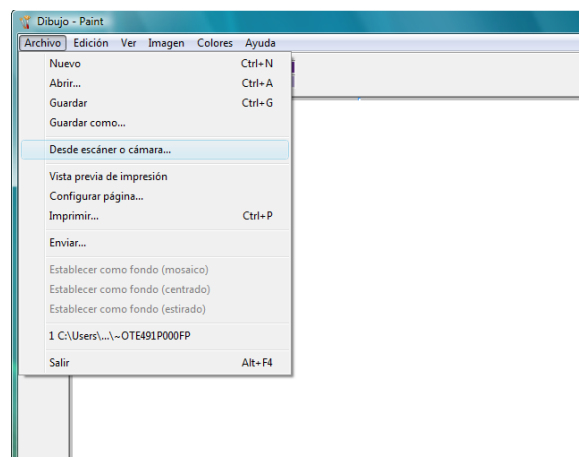 Dibujo - Paint
Archivo Edición Ver Imagen Colores Ayuda
Nuevo Ctrl+N
Abrir... Ctrl+A
Guardar Ctrl+G
Guardar como...
Desde escáner o cámara...
Vista previa de impresión
Configurar página...
Imprimir... Ctrl+P
Enviar...
Establecer como fondo (mosaico)
Establecer como fondo (centrado)
Establecer como fondo (estirado)
1 C:\Users\...\~OTE491P000FP
Salir Alt+F4